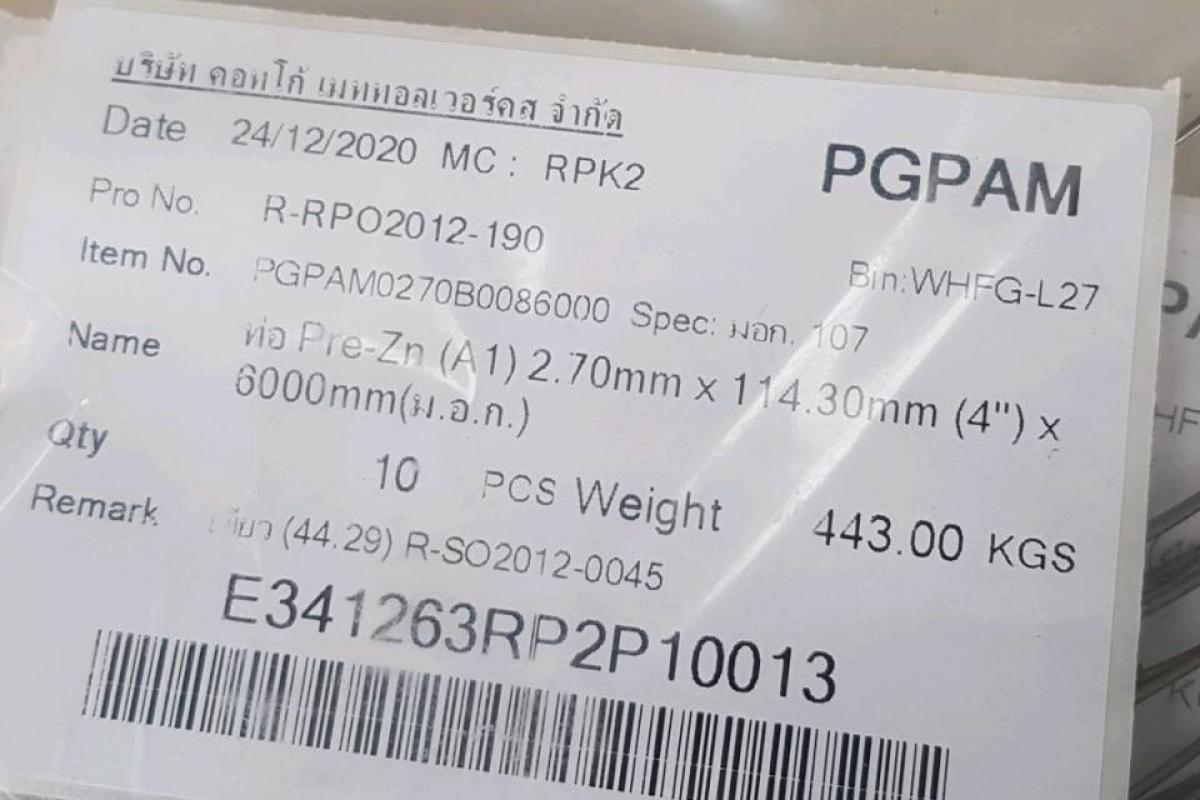 บริษัท คอทโก้ เมททอลเวอร์คส จำกัด
Date 24/12/2020 MC : RPK2
PGPAM
Pro No. R-RPO2012-190
Bin:WHFG-L27
Item No. PGPAM0270B0086000 Spec: มอก. 107
Name ท่อ Pre-Zn (A1) 2.70mm x 114.30mm (4") x
6000mm(ม.อ.ก.)
Qty 10 PCS Weight 443.00 KGS
Remark (44.29) R-SO2012-0045
E341263RP2P10013